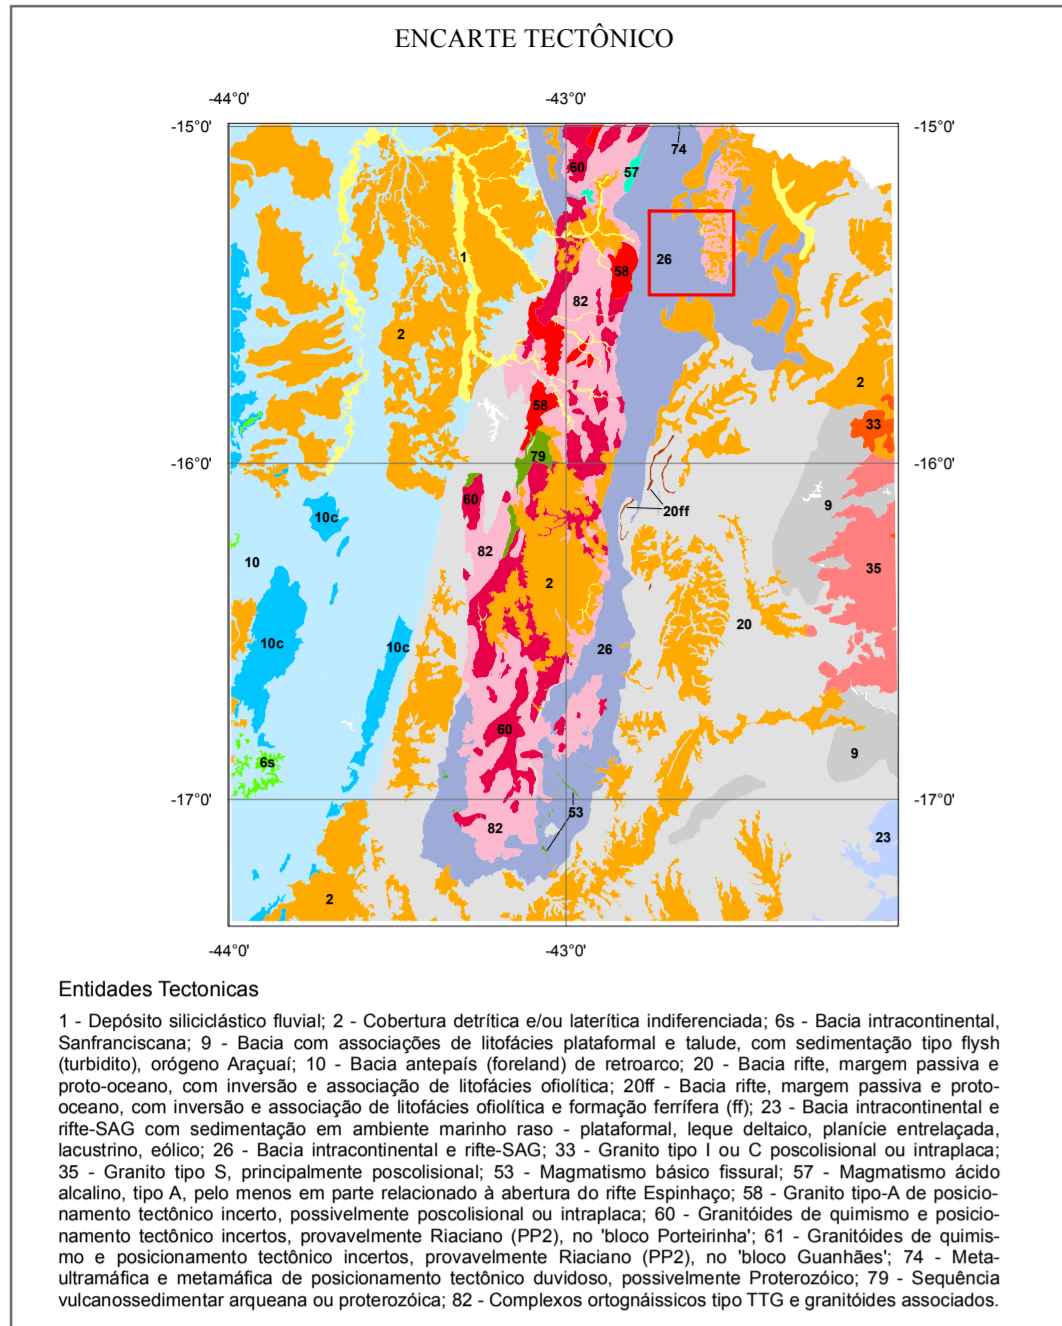 ENCARTE TECTÔNICO
-44°0'
-43°0'
-15°0'
-15°0'
74
60
57
1
26
58
82
2
2
58
33
79
-16°0'
-16°0'
60
10c
20ff
9
82
10
35
2
20
10c
10c
26
60
6s
9
-17°0'
-17°0'
53
82
23
2
-44°0'
-43°0'
Entidades Tectonicas
1 - Depósito siliciclástico fluvial; 2 - Cobertura detrítica e/ou laterítica indiferenciada; 6s - Bacia intracontinental,
Sanfranciscana; 9 - Bacia com associações de litofácies plataformal e talude, com sedimentação tipo flysh
(turbidito), orógeno Araçuaí; 10 - Bacia antepaís (foreland) de retroarco; 20 - Bacia rifte, margem passiva e
proto-oceano, com inversão e associação de litofácies ofiolítica; 20ff - Bacia rifte, margem passiva e proto-
oceano, com inversão e associação de litofácies ofiolítica e formação ferrífera (ff); 23 - Bacia intracontinental e
rifte-SAG com sedimentação em ambiente marinho raso - plataformal, leque deltaico, planície entrelaçada,
lacustrino, eólico; 26 - Bacia intracontinental e rifte-SAG; 33 - Granito tipo I ou C poscolisional ou intraplaca;
35 - Granito tipo S, principalmente poscolisional; 53 - Magmatismo básico fissural; 57 - Magmatismo ácido
alcalino, tipo A, pelo menos em parte relacionado à abertura do rifte Espinhaço; 58 - Granito tipo-A de posicio-
namento tectônico incerto, possivelmente poscolisional ou intraplaca; 60 - Granitóides de quimismo e posicio-
namento tectônico incertos, provavelmente Riaciano (PP2), no 'bloco Porteirinha'; 61 - Granitóides de quimis-
mo e posicionamento tectônico incertos, provavelmente Riaciano (PP2), no 'bloco Guanhães'; 74 - Meta-
ultramáfica e metamáfica de posicionamento tectônico duvidoso, possivelmente Proterozóico; 79 - Sequência
vulcanossedimentar arqueana ou proterozóica; 82 - Complexos ortognáissicos tipo TTG e granitóides associados.